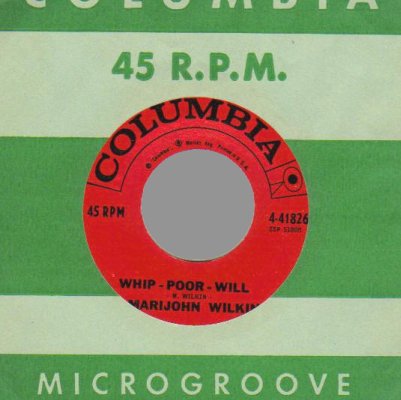 COLUMBIA
45 R.P.M.
COLUMBIA
45 RPM
4-41826
WHIP-POOR-WILL
M. WILKIN
MARIJOHN WILKIN
MICROGROOVE